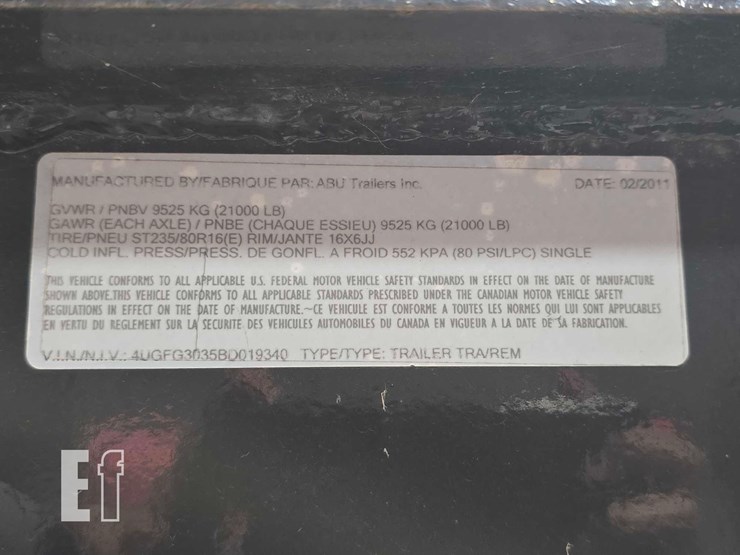 MANUFACTURED BY/FABRIQUE PAR: ABU Trailers Inc. DATE: 02/2011
GVWR / PNBV 9525 KG (21000 LB)
GAWR (EACH AXLE) / PNBE (CHAQUE ESSIEU) 9525 KG (21000 LB)
TIRE/PNEU ST235/80R16(E) RIM/JANTE 16X6JJ
COLD INFL. PRESS/PRESS. DE GONFL. A FROID 552 KPA (80 PSI/LPC) SINGLE
THIS VEHICLE CONFORMS TO ALL APPLICABLE U.S. FEDERAL MOTOR VEHICLE SAFETY STANDARDS IN EFFECT ON THE DATE OF MANUFACTURE
SHOWN ABOVE,THIS VEHICLE CONFORMS TO ALL APPLICABLE STANDARDS PRESCRIBED UNDER THE CANADIAN MOTOR VEHICLE SAFETY
REGULATIONS IN EFFECT ON THE DATE OF MANUFACTURE.~CE VEHICULE EST CONFORME A TOUTES LES NORMES QUI LUI SONT APPLICABLES
EN VERTU DU REGLEMENT SUR LA SECURITE DES VEHICULES AUTOMOBILES DU CANADA EN VIGUEUR A LA DATE DE SA FABRICATION.
V.I.N./N.I.V.: 4UGFG3035BD019340 TYPE/TYPE: TRAILER TRA/REM
Ef